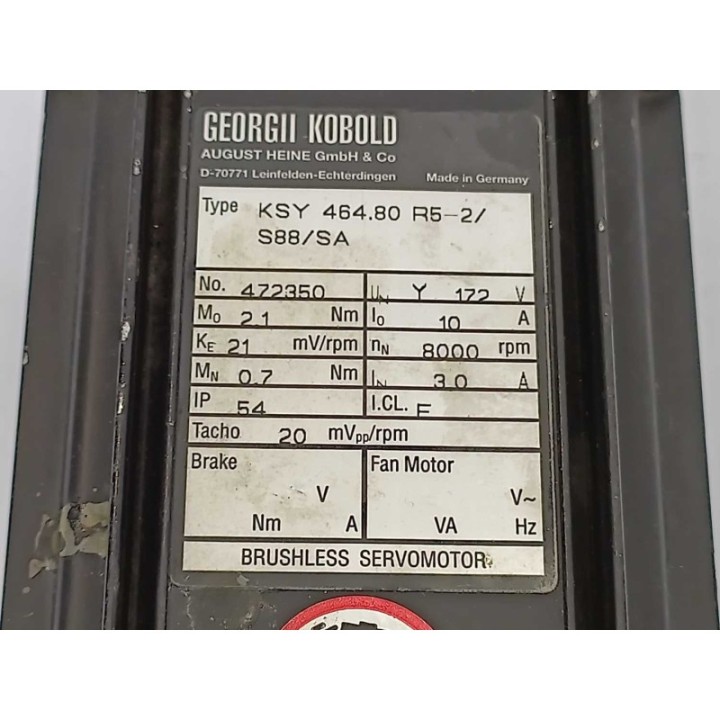 GEORGII KOBOLD
AUGUST HEINE GmbH & Co
D-70771 Leinfelden-Echterdingen Made in Germany
Type KSY 464.80 R5-2/
S88/SA
No. 472350 UN Y 172 V
M0 2.1 Nm I0 10 A
KE 21 mV/rpm nN 8000 rpm
MN 0.7 Nm IN 3.0 A
IP 54 I.CL. F
Tacho 20 mVpp/rpm
Brake Fan Motor
V V~
Nm A VA Hz
BRUSHLESS SERVOMOTOR